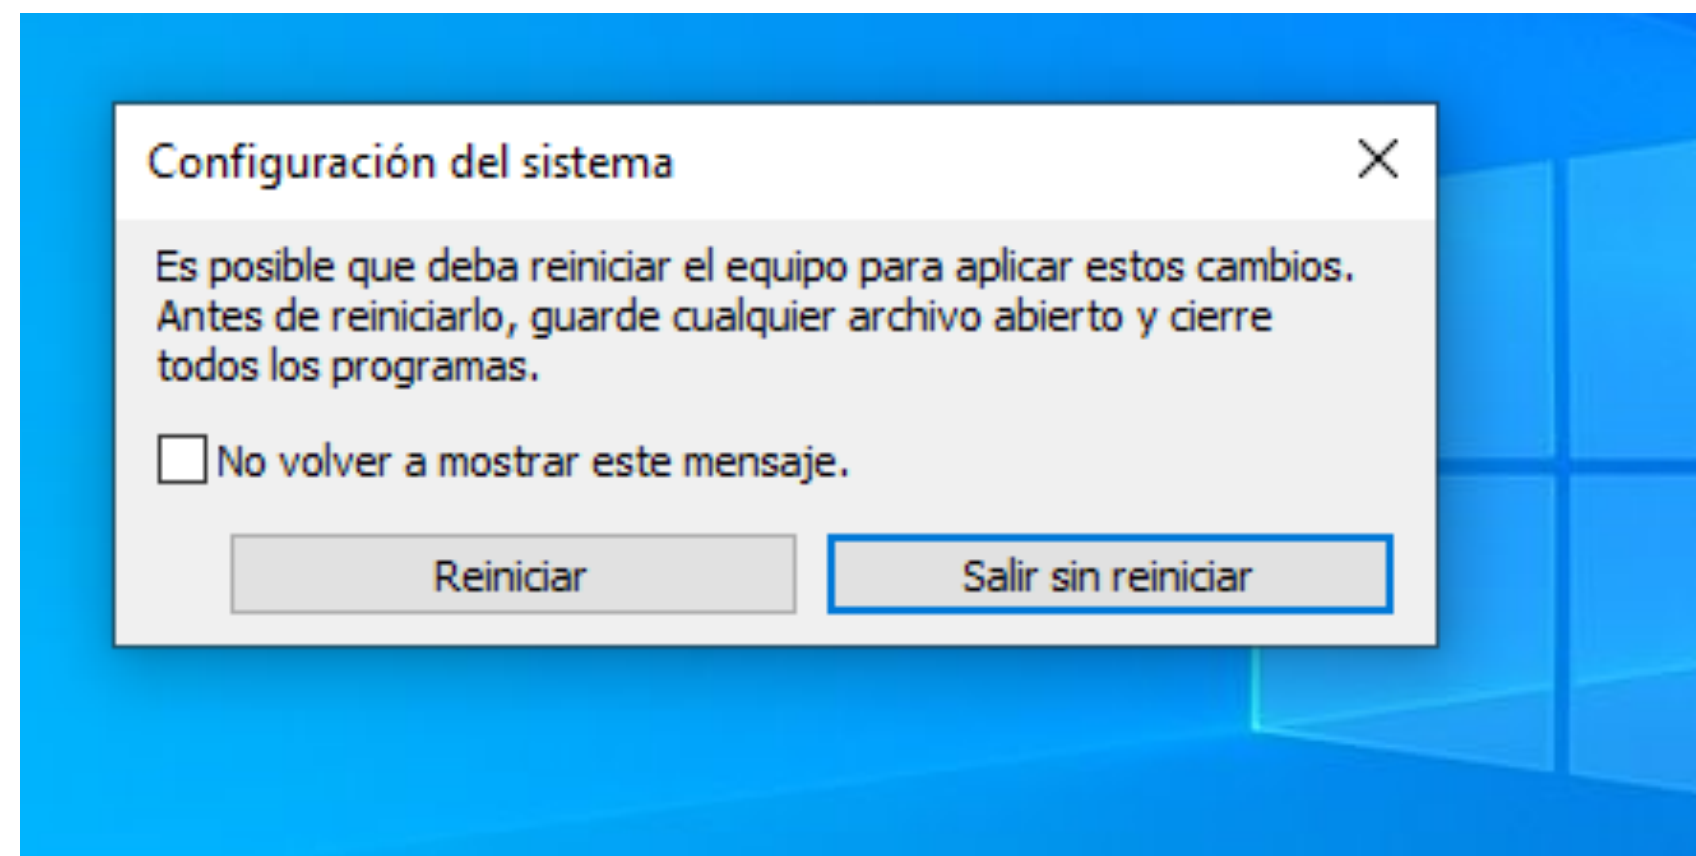 Configuración del sistema
Es posible que deba reiniciar el equipo para aplicar estos cambios.
Antes de reiniciarlo, guarde cualquier archivo abierto y cierre
todos los programas.
No volver a mostrar este mensaje.
Reiniciar
Salir sin reiniciar